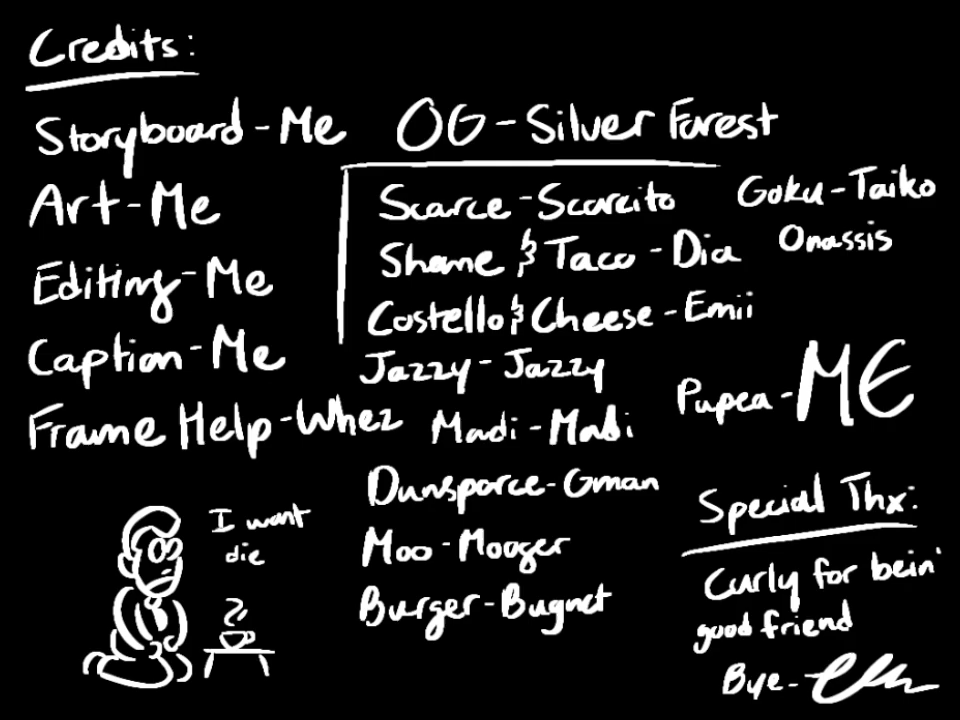 Credits:
Storyboard - Me
Art - Me
Editing - Me
Caption - Me
Frame Help - Whez
OG - Silver Forest
Scarce - Scarcito
Shame & Taco - Dia
Costello & Cheese - Emii
Jazzy - Jazzy
Madi - Madi
Dunsparce - Gman
Moo - Mooger
Burger - Bugnut
Goku - Taiko
Onassis
Pupea - ME
Special Thx:
Curly for bein'
good friend
Bye -
I want
die